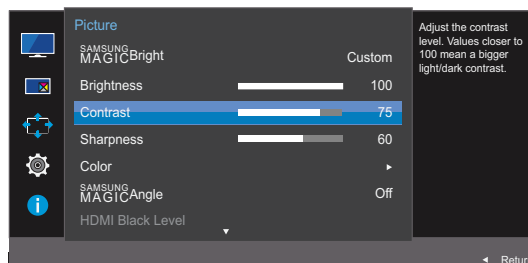 Picture
SAMSUNG
MAGICBright Custom
Brightness 100
Contrast 75
Sharpness 60
Color
SAMSUNG
MAGICAngle Off
HDMI Black Level
Adjust the contrast
level. Values closer to
100 mean a bigger
light/dark contrast.
Retur